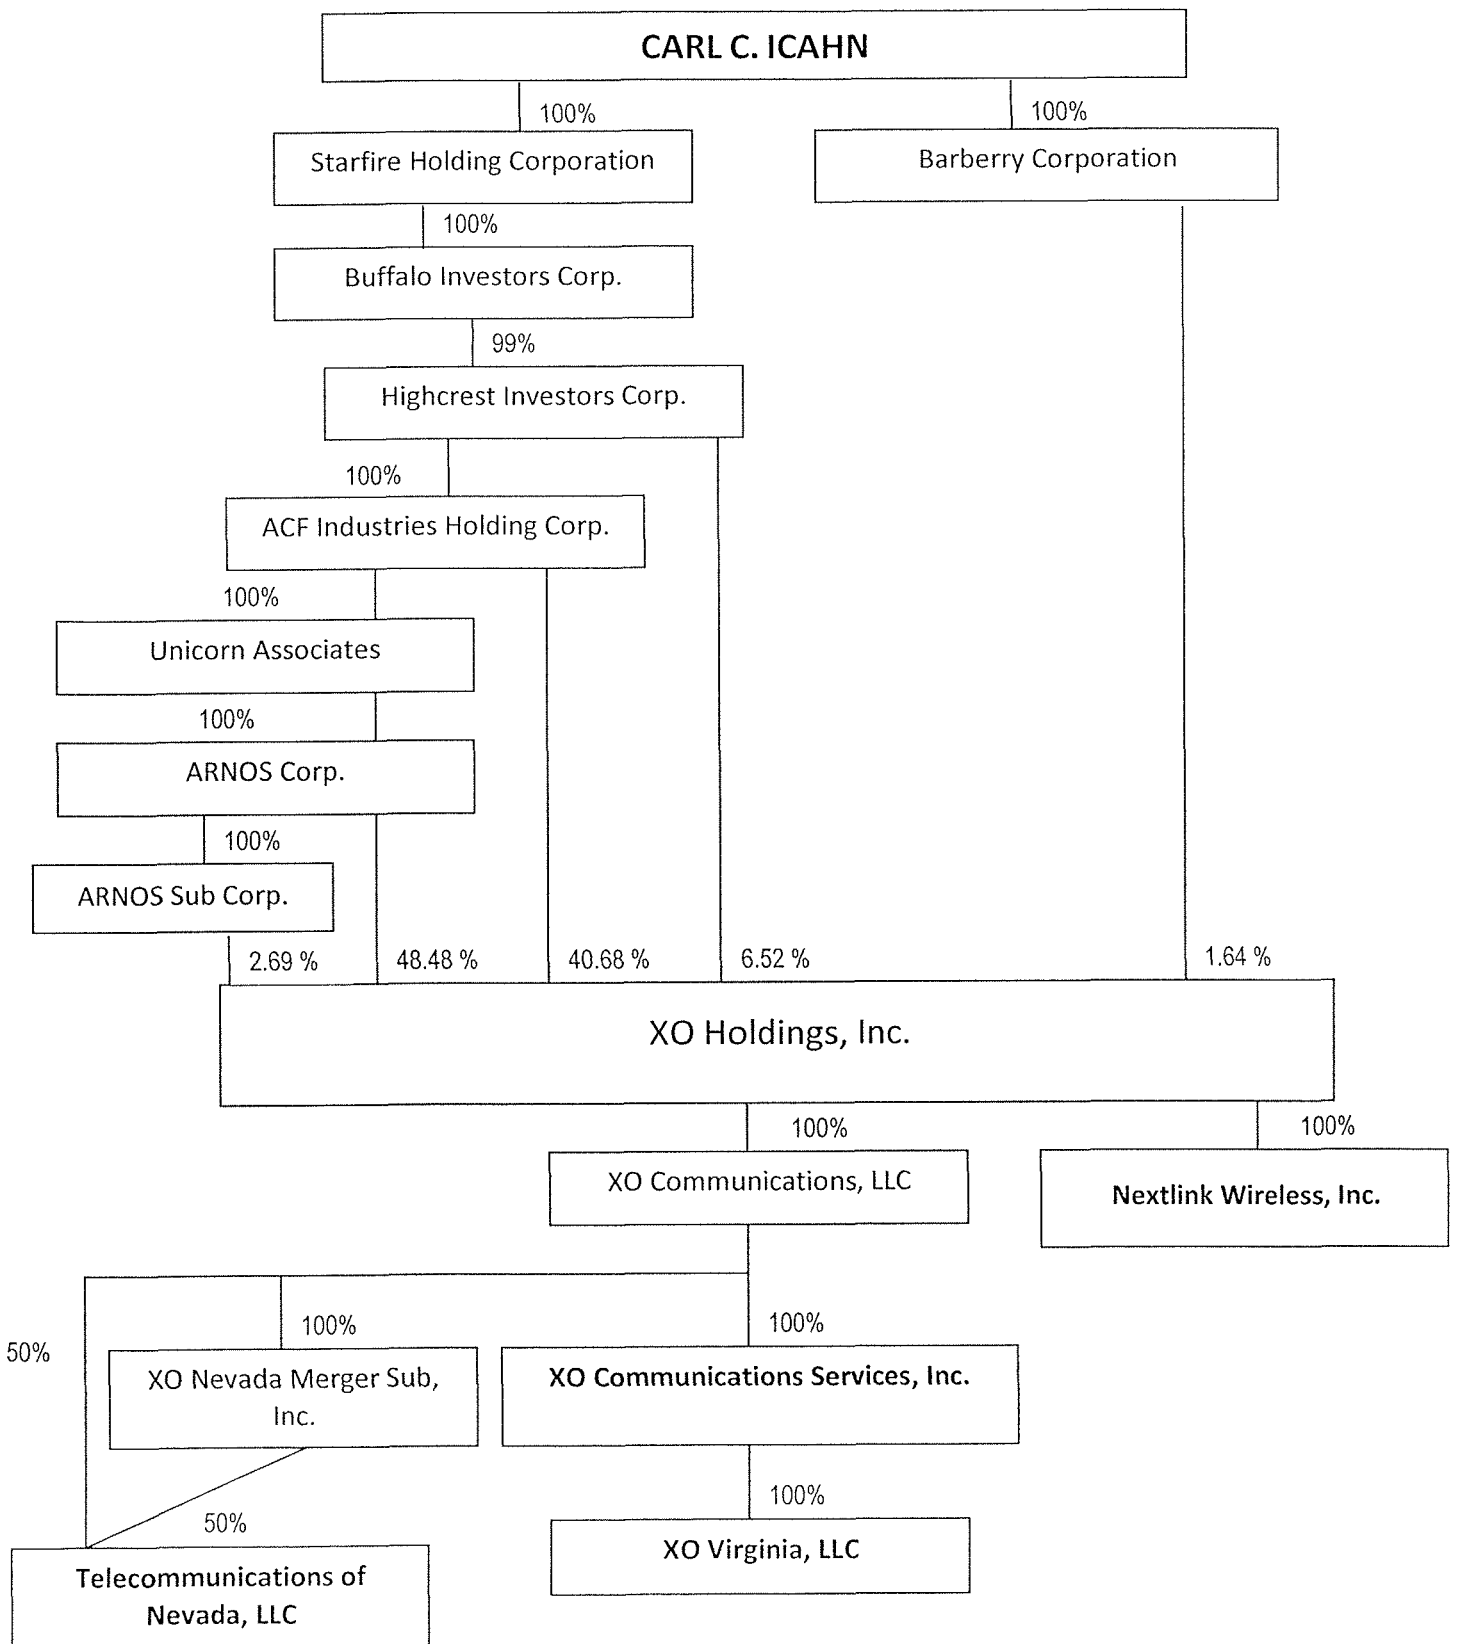 CARL C. ICAHN
100%
100%
Starfire Holding Corporation
Barberry Corporation
100%
Buffalo Investors Corp.
99%
Highcrest Investors Corp.
100%
ACF Industries Holding Corp.
100%
Unicorn Associates
100%
ARNOS Corp.
100%
ARNOS Sub Corp.
2.69 %
48.48 %
40.68 %
6.52 %
1.64 %
XO Holdings, Inc.
100%
100%
XO Communications, LLC
Nextlink Wireless, Inc.
50%
100%
100%
XO Nevada Merger Sub,
Inc.
XO Communications Services, Inc.
50%
100%
Telecommunications of
Nevada, LLC
XO Virginia, LLC